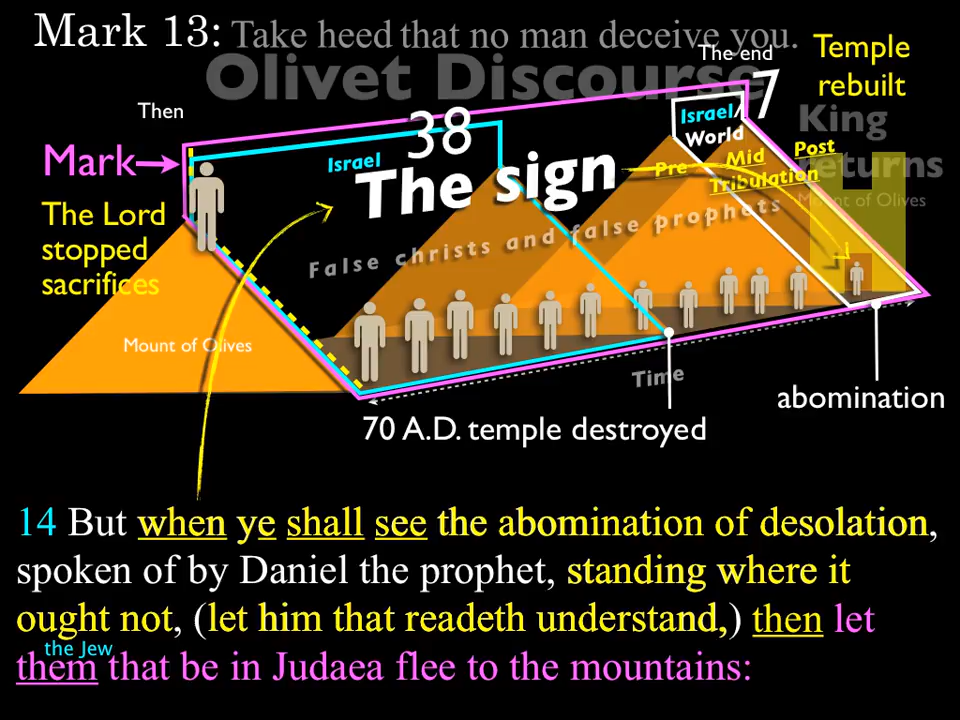 Mark 13: Take heed that no man deceive you.
Olivet Discourse
The end
Temple
rebuilt
Then
38
7
Israel/
World
King
returns
Mount of Olives
Mark
Israel
The sign
Pre
Mid
Post
Tribulation
The Lord
stopped
sacrifices
False christs and false prophets
Mount of Olives
Time
abomination
70 A.D. temple destroyed
14 But when ye shall see the abomination of desolation,
spoken of by Daniel the prophet, standing where it
ought not, (let him that readeth understand,) then let
the Jew
them that be in Judaea flee to the mountains: